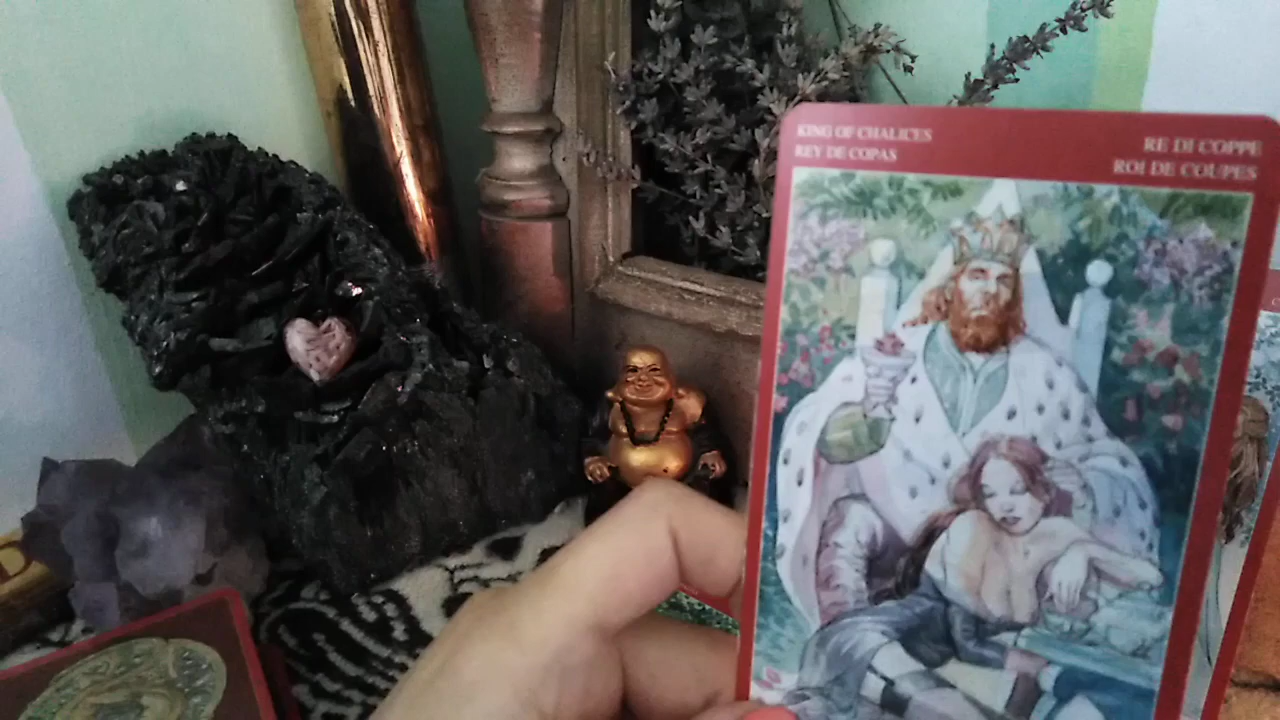 KING OF CHALICES
REY DE COPAS
RE DI COPPE
ROI DE COUPES